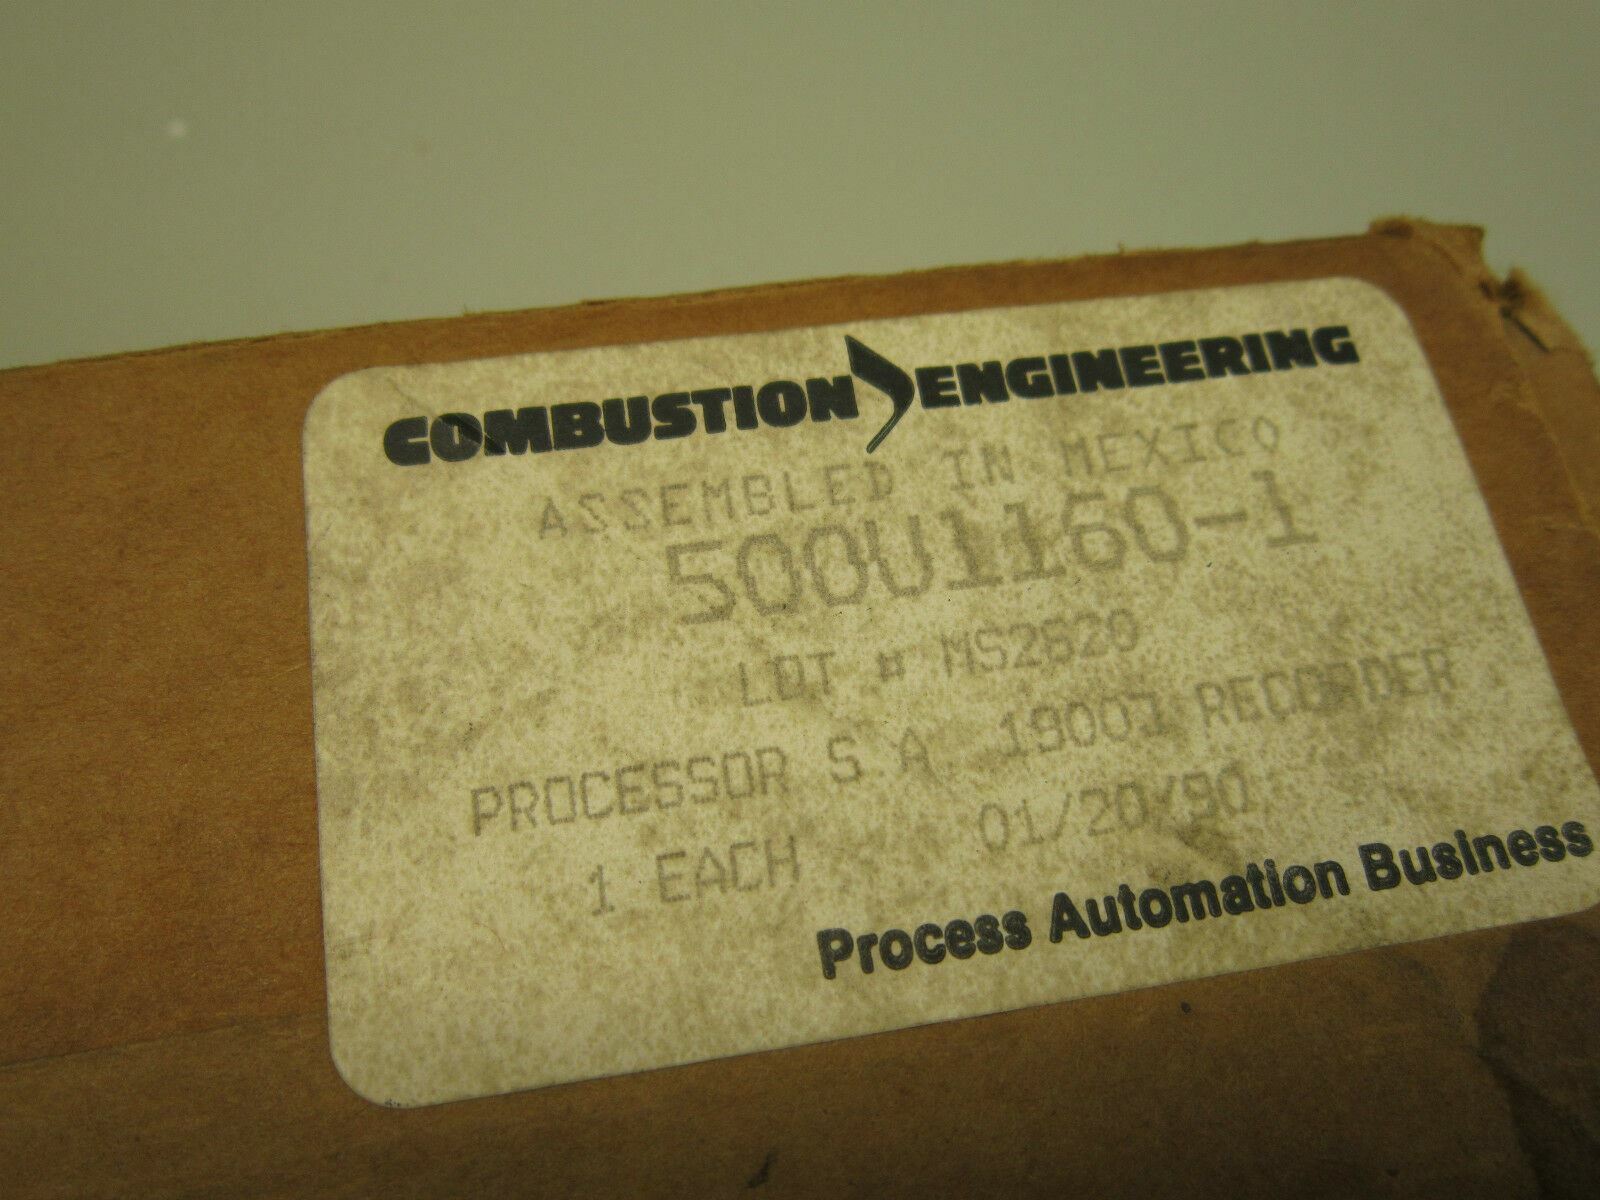 COMBUSTION ENGINEERING
ASSEMBLED IN MEXICO
500U1160-1
LOT # MS2620
PROCESSOR S A 1900J RECORDER
1 EACH 01/20/90
Process Automation Business